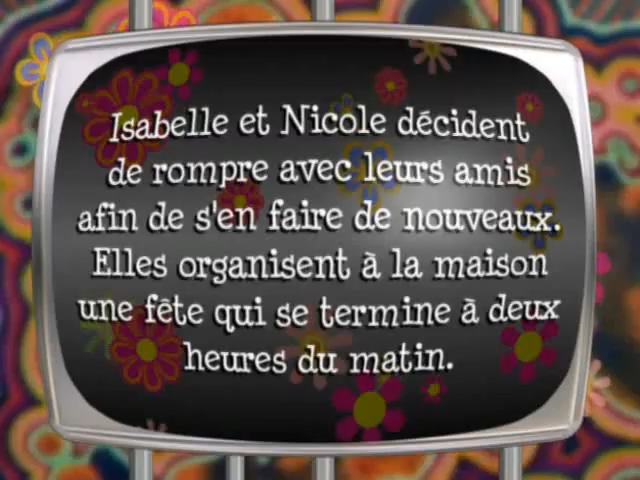 Isabelle et Nicole décident
de rompre avec leurs amis
afin de s'en faire de nouveaux.
Elles organisent à la maison
une fête qui se termine à deux
heures du matin.